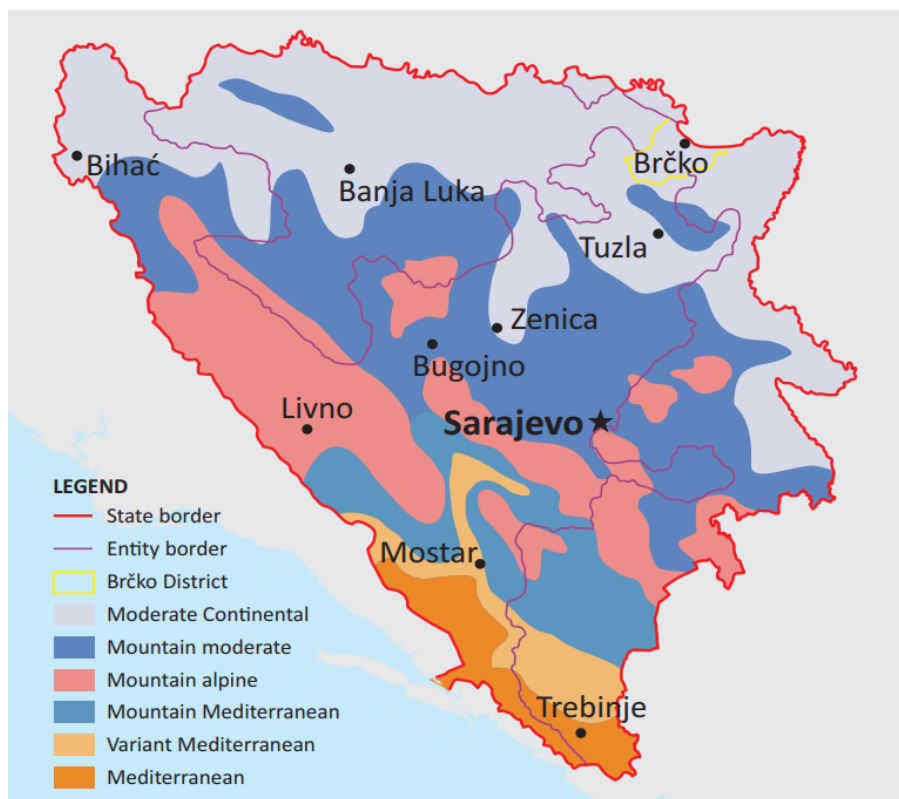 Bihać
Banja Luka
Brčko
Tuzla
Zenica
Bugojno
Livno
Sarajevo
Mostar
Trebinje
LEGEND
State border
Entity border
Brčko District
Moderate Continental
Mountain moderate
Mountain alpine
Mountain Mediterranean
Variant Mediterranean
Mediterranean